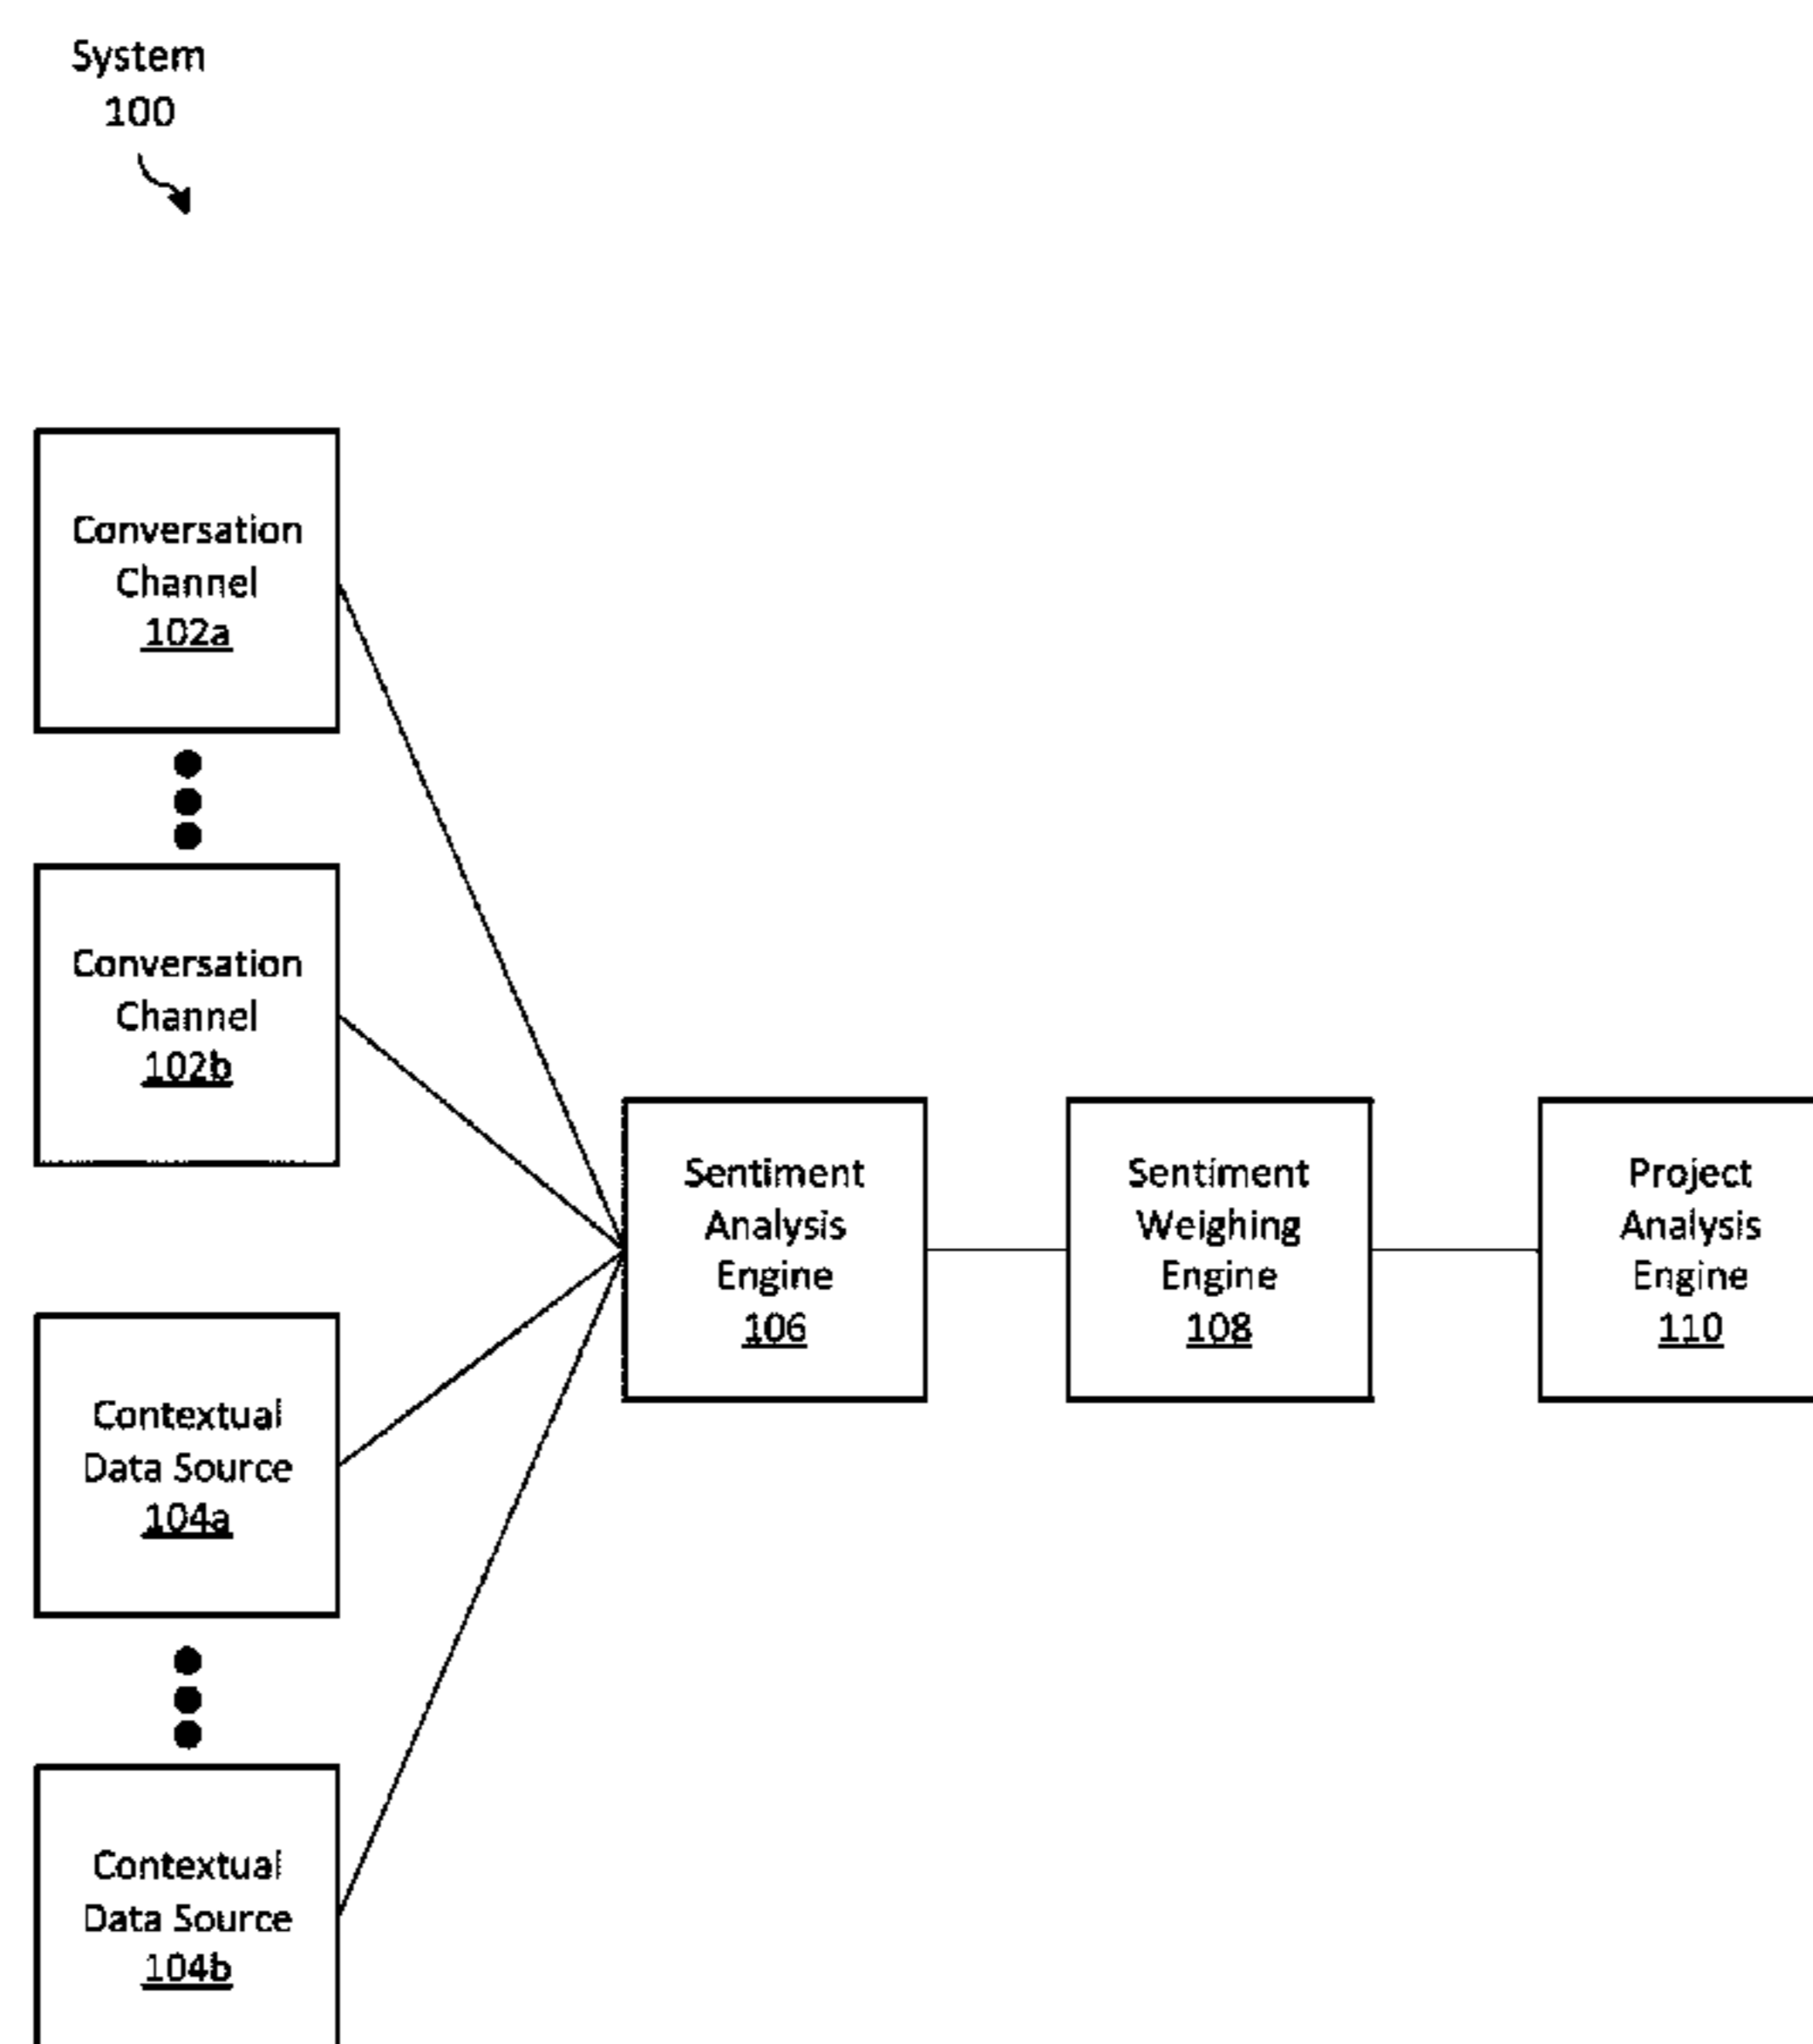 System
100
Conversation
Channel
102a
Conversation
Channel
102b
Sentiment
Analysis
Engine
106
Sentiment
Weighing
Engine
108
Project
Analysis
Engine
110
Contextual
Data Source
104a
Contextual
Data Source
104b